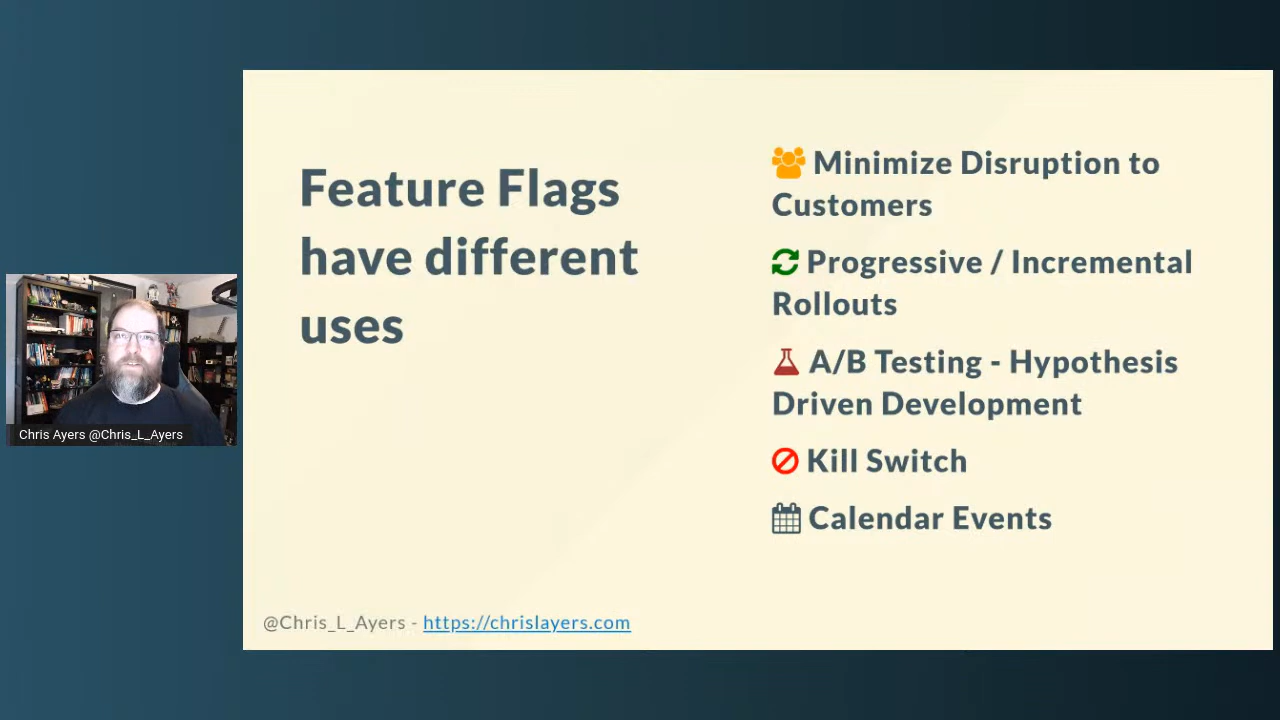 Feature Flags
have different
uses
Minimize Disruption to
Customers
Progressive / Incremental
Rollouts
A/B Testing - Hypothesis
Driven Development
Kill Switch
Calendar Events
Chris Ayers @Chris_L_Ayers
@Chris_L_Ayers - https://chrislayers.com